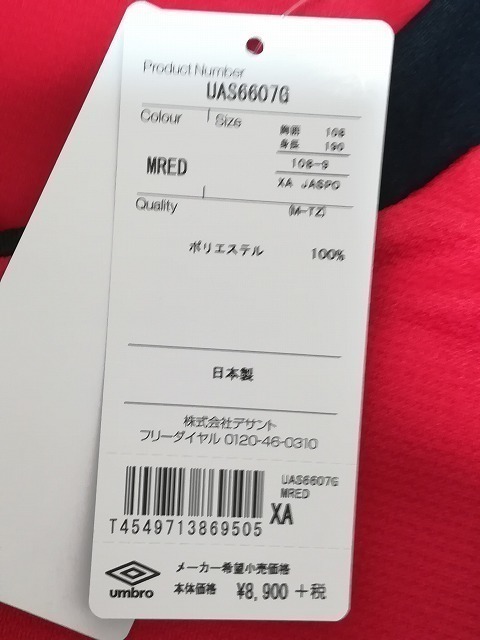 Product Number
UAS6607G
Colour
Size
胸囲 108
身長 190
MRED
108-9
XA JASPO
Quality
(M-TZ)
ポリエステル 100%
日本製
株式会社デサント
フリーダイヤル 0120-46-0310
UAS6607G
MRED
XA
T4549713869505
umbro
メーカー希望小売価格
本体価格 ¥8,900 +税